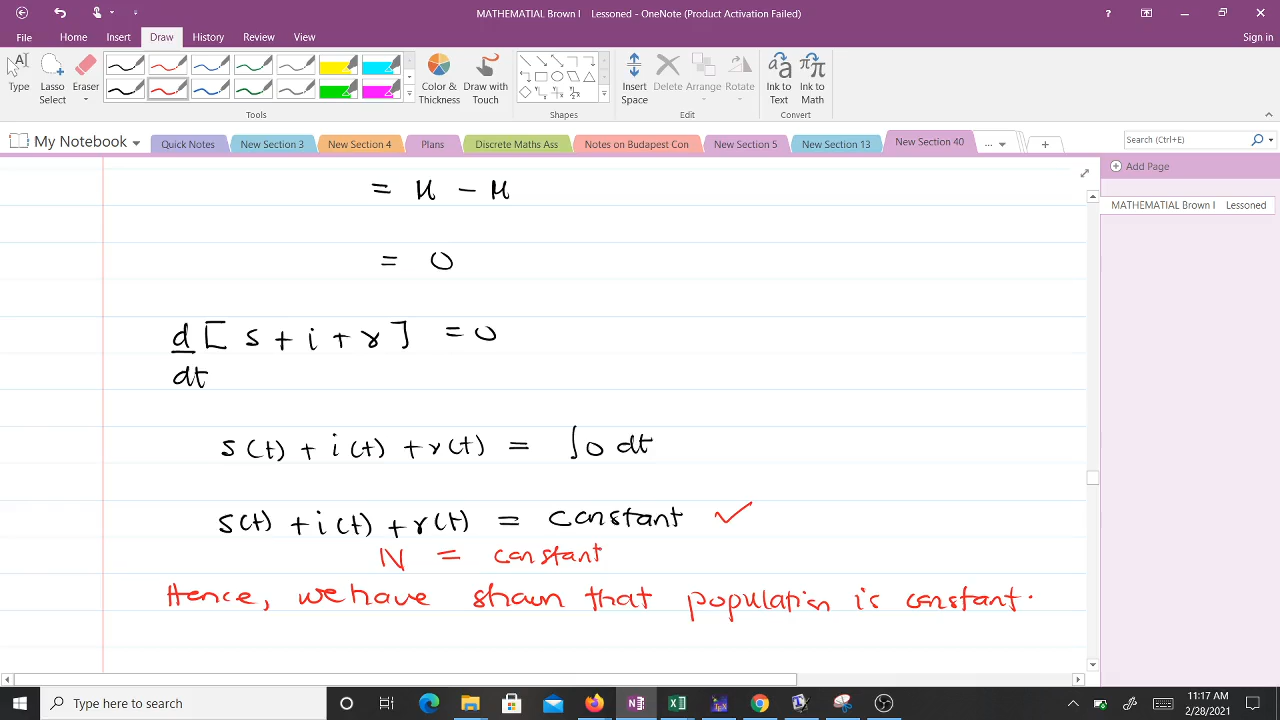 MATHEMATIAL Brown I Lessoned - OneNote (Product Activation Failed)
File Home Insert Draw History Review View
Sign in
Type Lasso Select Eraser
Color & Thickness Draw with Touch
Insert Space Delete Arrange Rotate
Ink to Text Ink to Math
Tools Shapes Edit Convert
My Notebook Quick Notes New Section 3 New Section 4 Plans Discrete Maths Ass Notes on Budapest Con New Section 5 New Section 13 New Section 40 ...
Search (Ctrl+E)
Add Page
MATHEMATIAL Brown I Lessoned
= μ - μ
= 0
d/dt [ s + i + r ] = 0
s(t) + i(t) + r(t) = ∫0 dt
s(t) + i(t) + r(t) = constant ✓
N = constant
Hence, we have shown that population is constant.
Type here to search
11:17 AM
2/28/2021